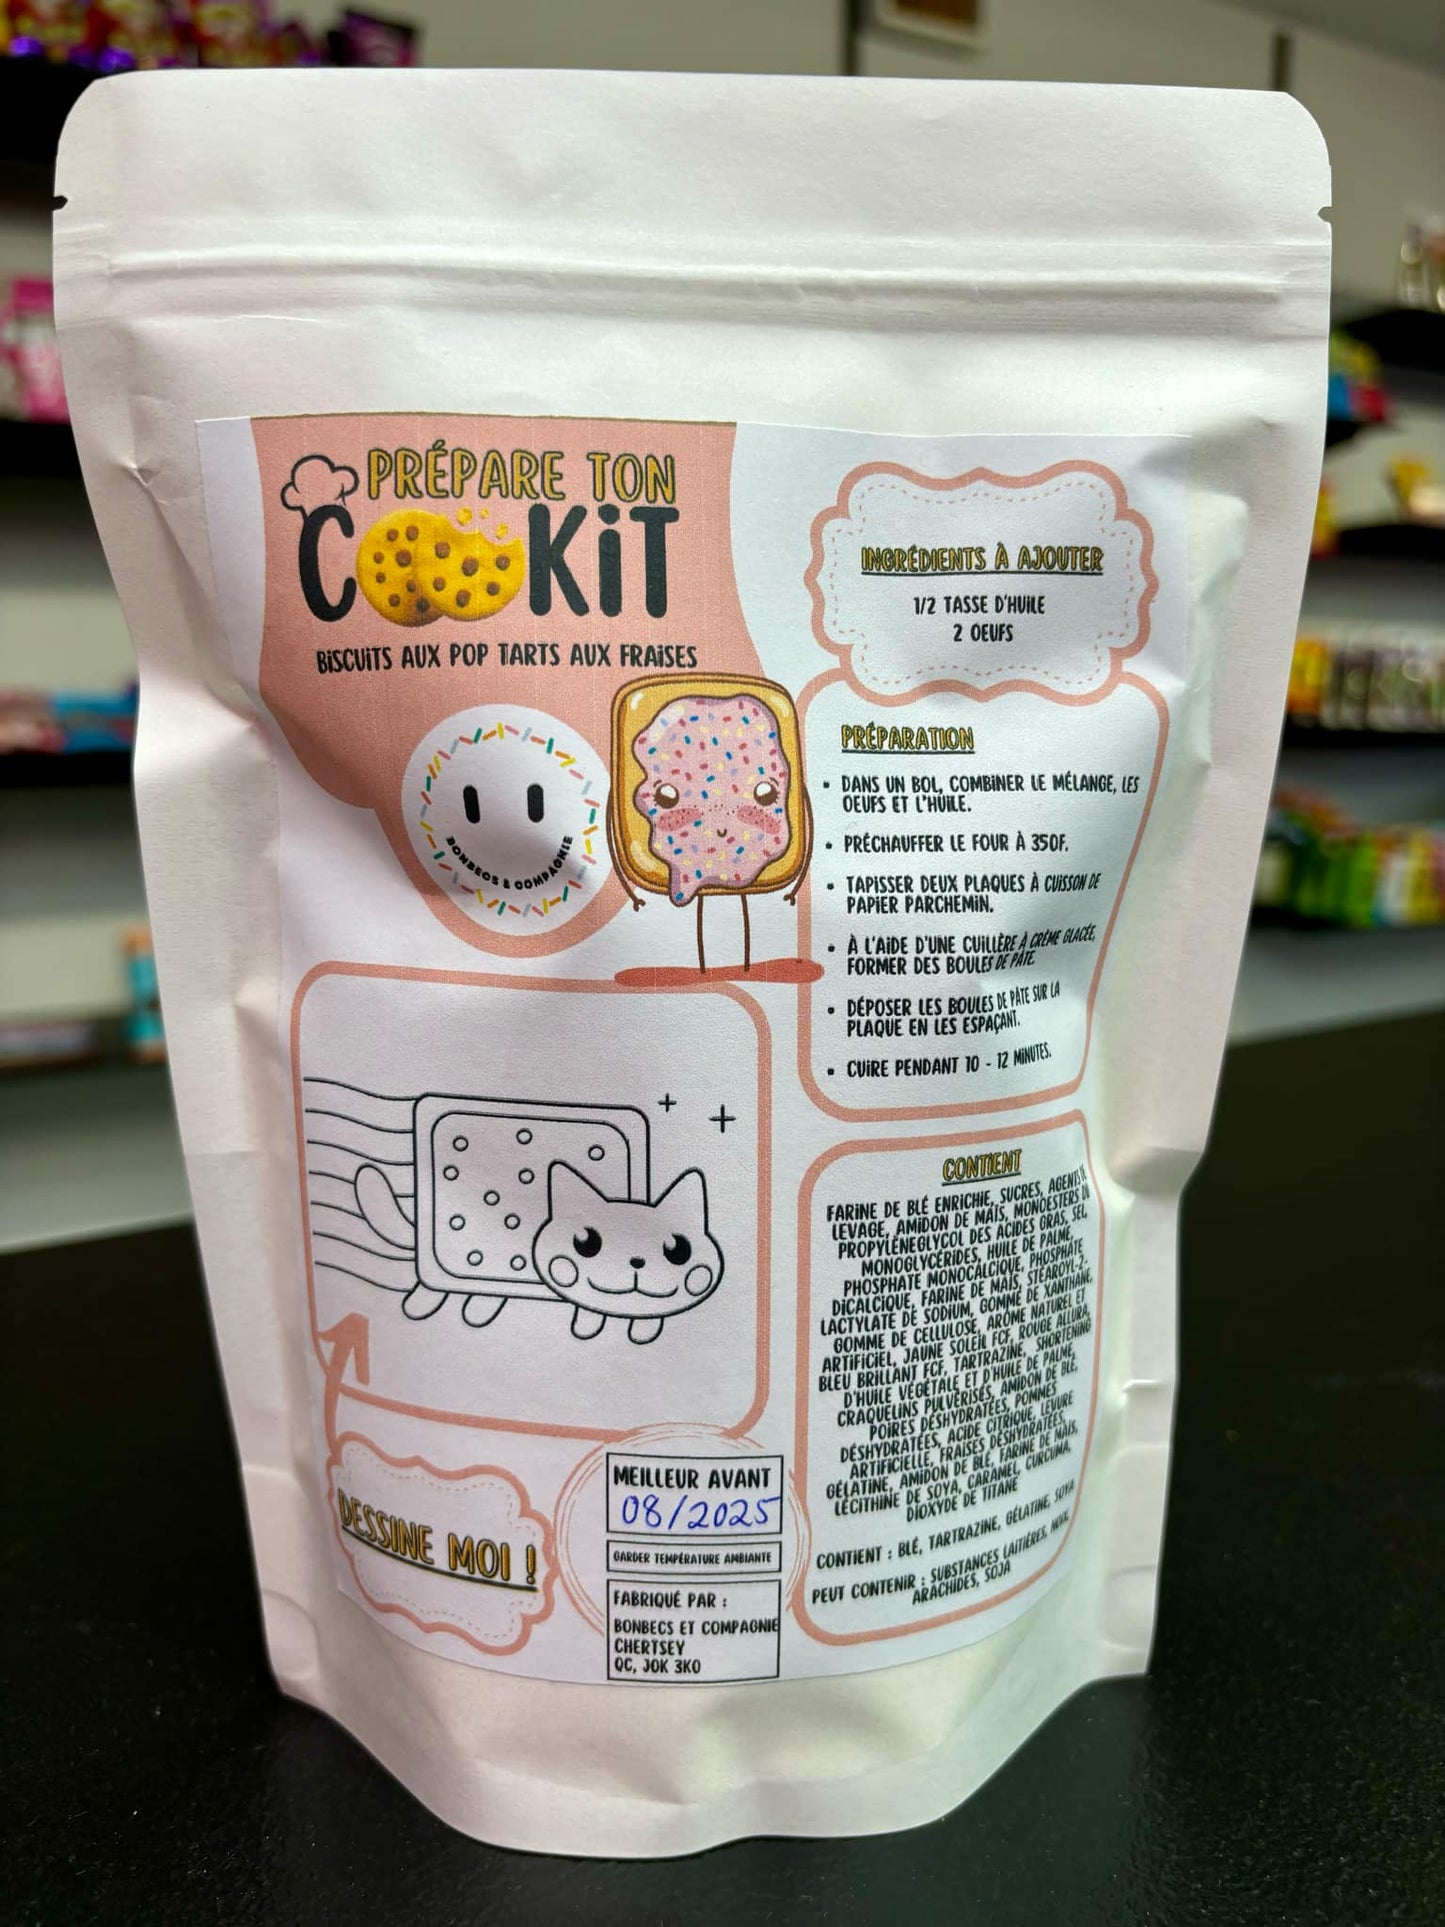 PRÉPARE TON
COOKiT
BiSCUiTS AUX POP TARTS AUX FRAiSES
BONBECS & COMPAGNIE
INGRÉDIENTS À AJOUTER
1/2 TASSE D'HUiLE
2 OEUFS
PRÉPARATION
• DANS UN BOL, COMBiNER LE MÉLANGE, LES
OEUFS ET L'HUiLE.
• PRÉCHAUFFER LE FOUR À 350F.
• TAPiSSER DEUX PLAQUES À CUiSSON DE
PAPiER PARCHEMiN.
• À L'AiDE D'UNE CUiLLÈRE À CRÈME GLACÉE,
FORMER DES BOULES DE PÂTE.
• DÉPOSER LES BOULES DE PÂTE SUR LA
PLAQUE EN LES ESPAÇANT.
• CUiRE PENDANT 10 - 12 MiNUTES.
CONTIENT
FARiNE DE BLÉ ENRiCHiE, SUCRES, AGENTS DE
LEVAGE, AMiDON DE MAÏS, MONOESTERS DU
PROPYLÈNEGLYCOL DES ACiDES GRAS, SEL,
MONOGLYCÉRiDES, HUiLE DE PALME,
PHOSPHATE MONOCALCiQUE, PHOSPHATE
DiCALCiQUE, FARiNE DE MAÏS, STÉAROYL-2-
LACTYLATE DE SODiUM, GOMME DE XANTHANE,
GOMME DE CELLULOSE, ARÔME NATUREL ET
ARTiFiCiEL, JAUNE SOLEiL FCF, ROUGE ALLURA,
BLEU BRiLLANT FCF, TARTRAZiNE, SHORTENiNG
D'HUiLE VÉGÉTALE ET D'HUiLE DE PALME,
CRAQUELiNS PULVÉRiSÉS, AMiDON DE BLÉ,
POiRES DÉSHYDRATÉES, POMMES
DÉSHYDRATÉES, ACiDE CiTRiQUE, LEVURE
ARTiFiCiELLE, FRAiSES DÉSHYDRATÉES,
GÉLATiNE, AMiDON DE BLÉ, FARiNE DE MAÏS,
LÉCiTHiNE DE SOYA, CARAMEL, CURCUMA,
DiOXYDE DE TiTANE
CONTiENT : BLÉ, TARTRAZiNE, GÉLATiNE, SOYA
PEUT CONTENiR : SUBSTANCES LAiTiÈRES, NOiX,
ARACHiDES, SOJA
DESSINE MOI !
MEILLEUR AVANT
08/2025
GARDER TEMPÉRATURE AMBIANTE
FABRIQUÉ PAR :
BONBECS ET COMPAGNIE
CHERTSEY
QC, J0K 3K0